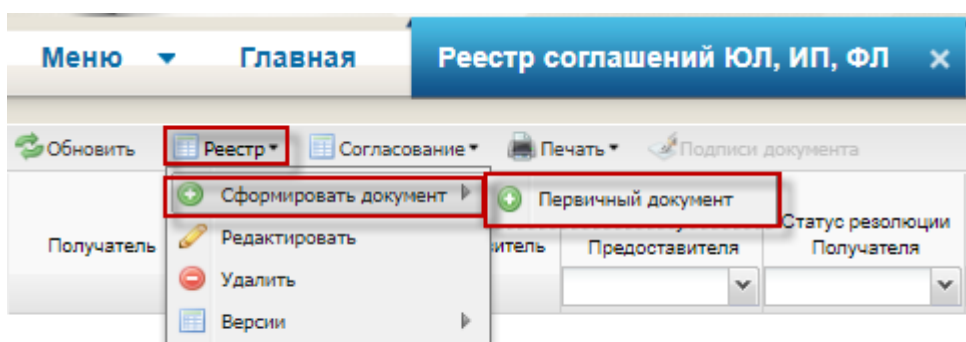 Меню Главная Реестр соглашений ЮЛ, ИП, ФЛ
Обновить Реестр Согласование Печать Подписи документа
Сформировать документ Первичный документ
Статус резолюции
Получатель Редактировать итель Предоставителя Получателя
Удалить
Версии